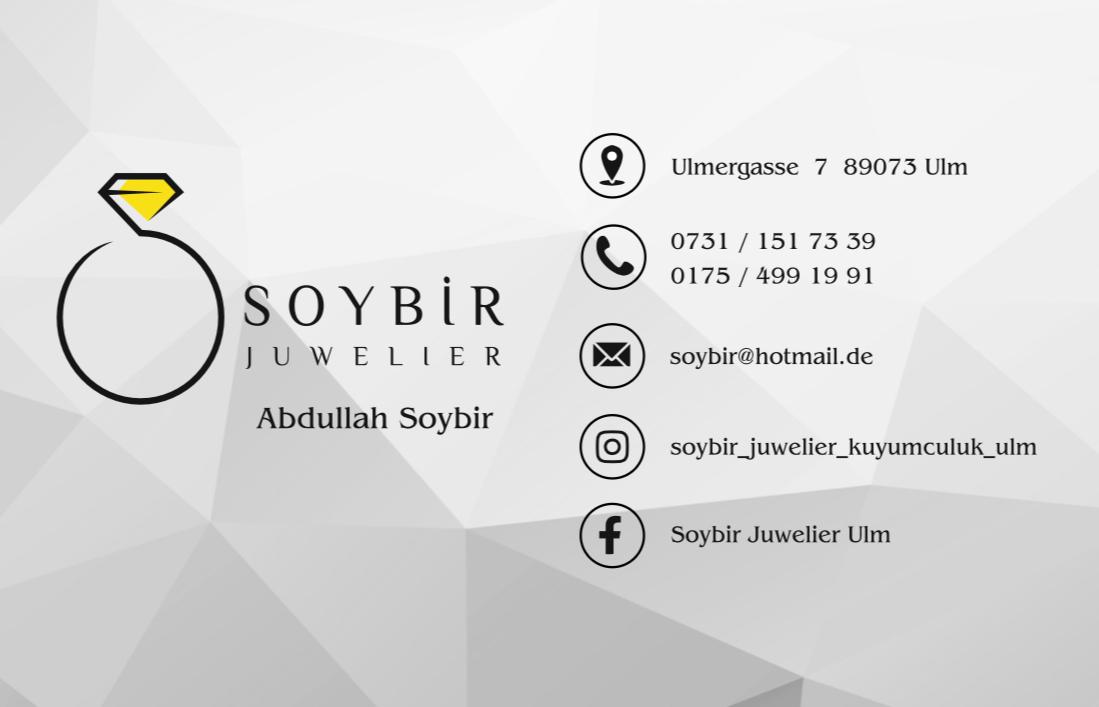 SOYBİR
JUWELIER
Abdullah Soybir
Ulmergasse 7 89073 Ulm
0731 / 151 73 39
0175 / 499 19 91
soybir@hotmail.de
soybir_juwelier_kuyumculuk_ulm
Soybir Juwelier Ulm